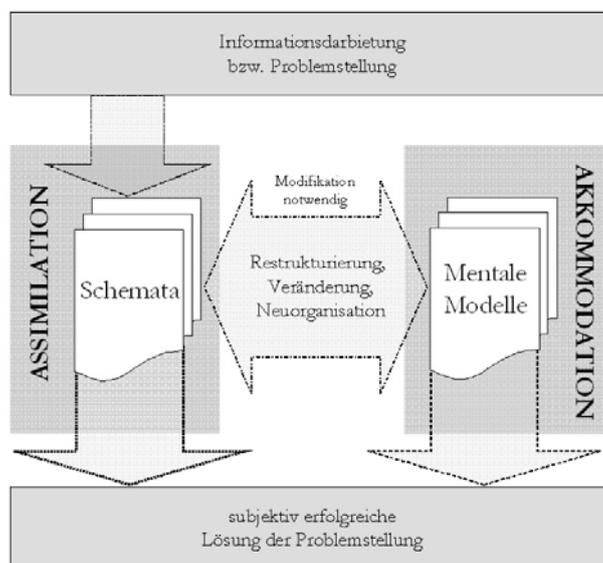 Informationsdarbietung
bzw. Problemstellung
ASSIMILATION
Schemata
Modifikation
notwendig
Restrukturierung,
Veränderung,
Neuorganisation
Mentale
Modelle
AKKOMMODATION
subjektiv erfolgreiche
Lösung der Problemstellung